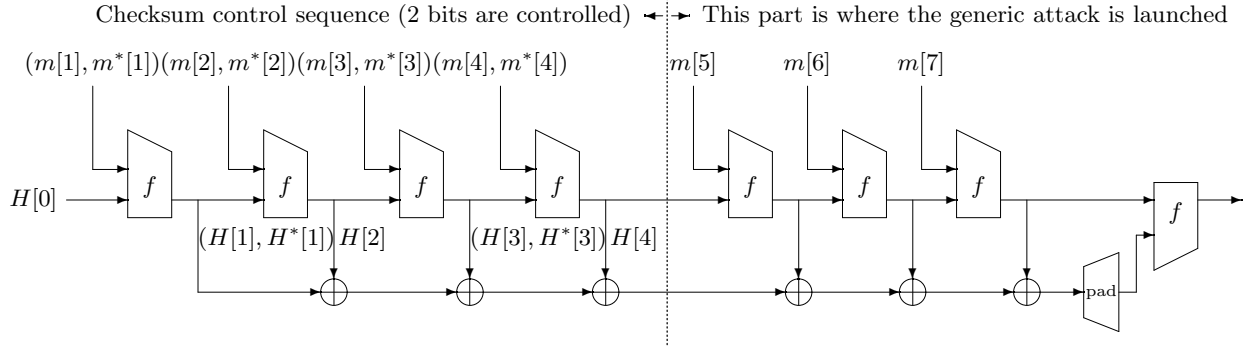 Checksum control sequence (2 bits are controlled) This part is where the generic attack is launched
(m[1], m*[1])(m[2], m*[2])(m[3], m*[3])(m[4], m*[4]) m[5] m[6] m[7]
f f f f f f f f
H[0]
(H[1], H*[1]) H[2] (H[3], H*[3]) H[4]
pad